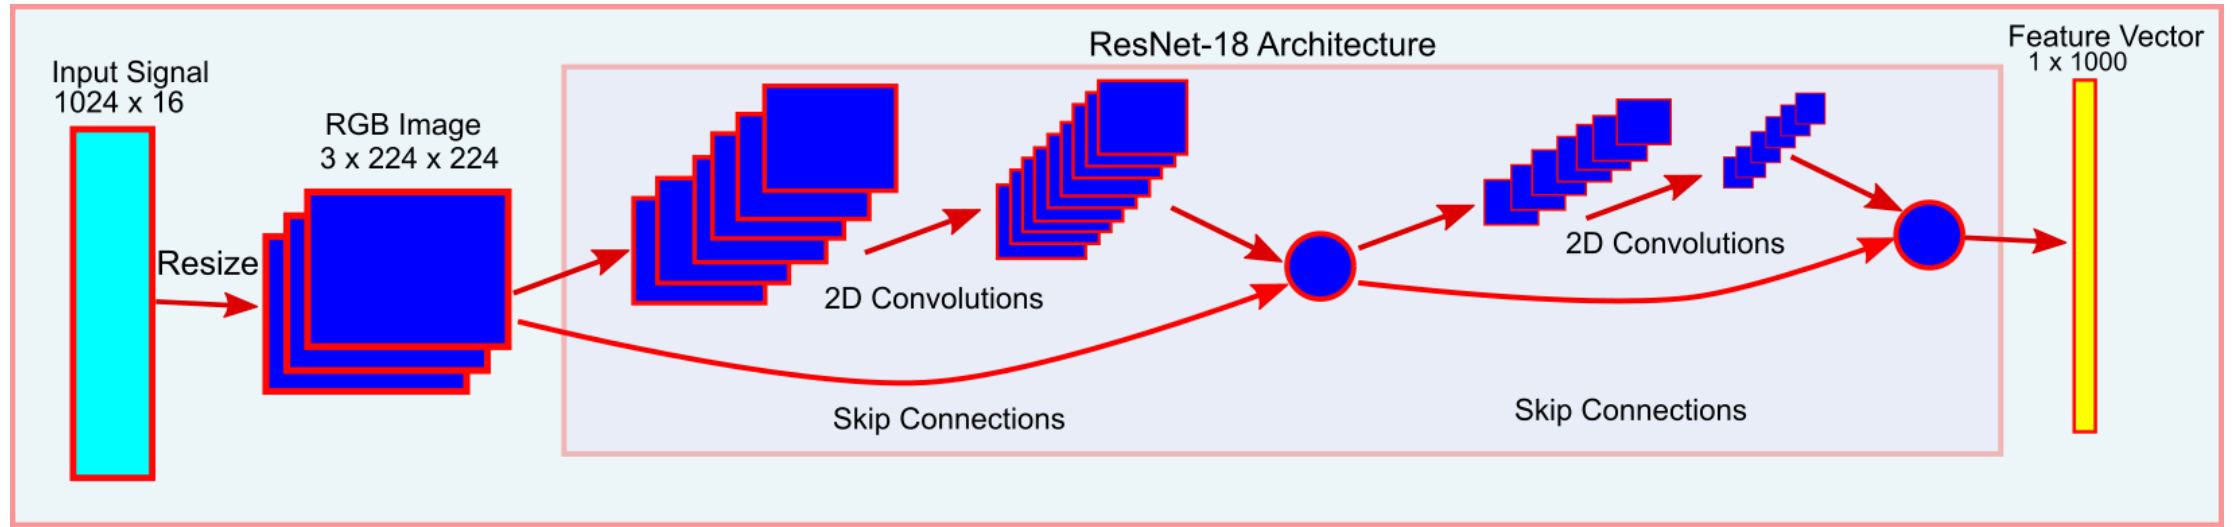 Input Signal
1024 x 16
Resize
RGB Image
3 x 224 x 224
ResNet-18 Architecture
2D Convolutions
Skip Connections
2D Convolutions
Skip Connections
Feature Vector
1 x 1000